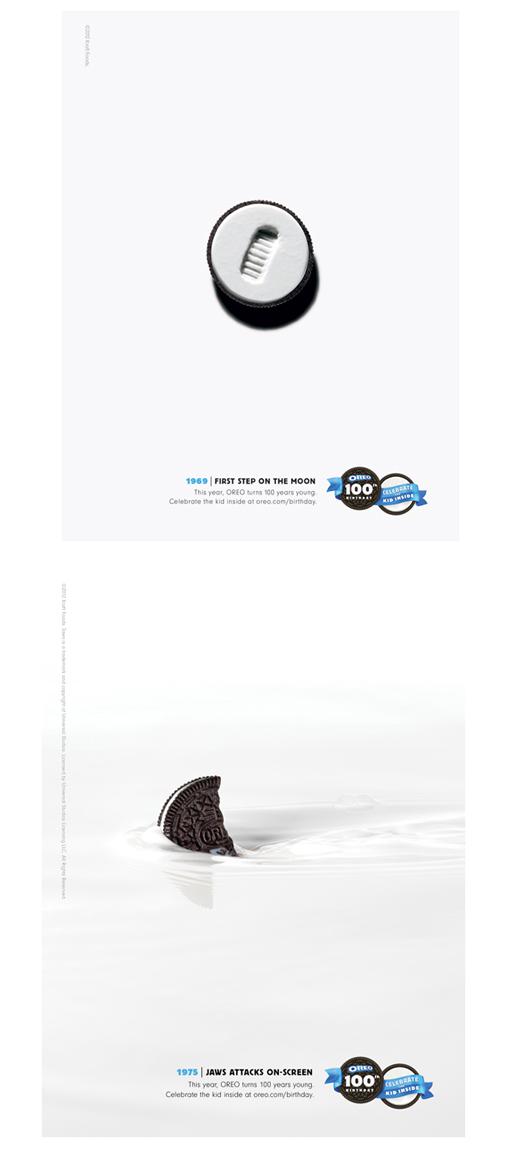 ©2012 Kraft Foods.
1969 | FIRST STEP ON THE MOON
This year, OREO turns 100 years young.
Celebrate the kid inside at oreo.com/birthday.
OREO
100TH
BIRTHDAY
CELEBRATE
THE
KID INSIDE
©2012 Kraft Foods. "Jaws" is a trademark and copyright of Universal Studios. Licensed by Universal Studios Licensing LLC. All Rights Reserved.
OR
1975 | JAWS ATTACKS ON-SCREEN
This year, OREO turns 100 years young.
Celebrate the kid inside at oreo.com/birthday.
OREO
100TH
BIRTHDAY
CELEBRATE
THE
KID INSIDE